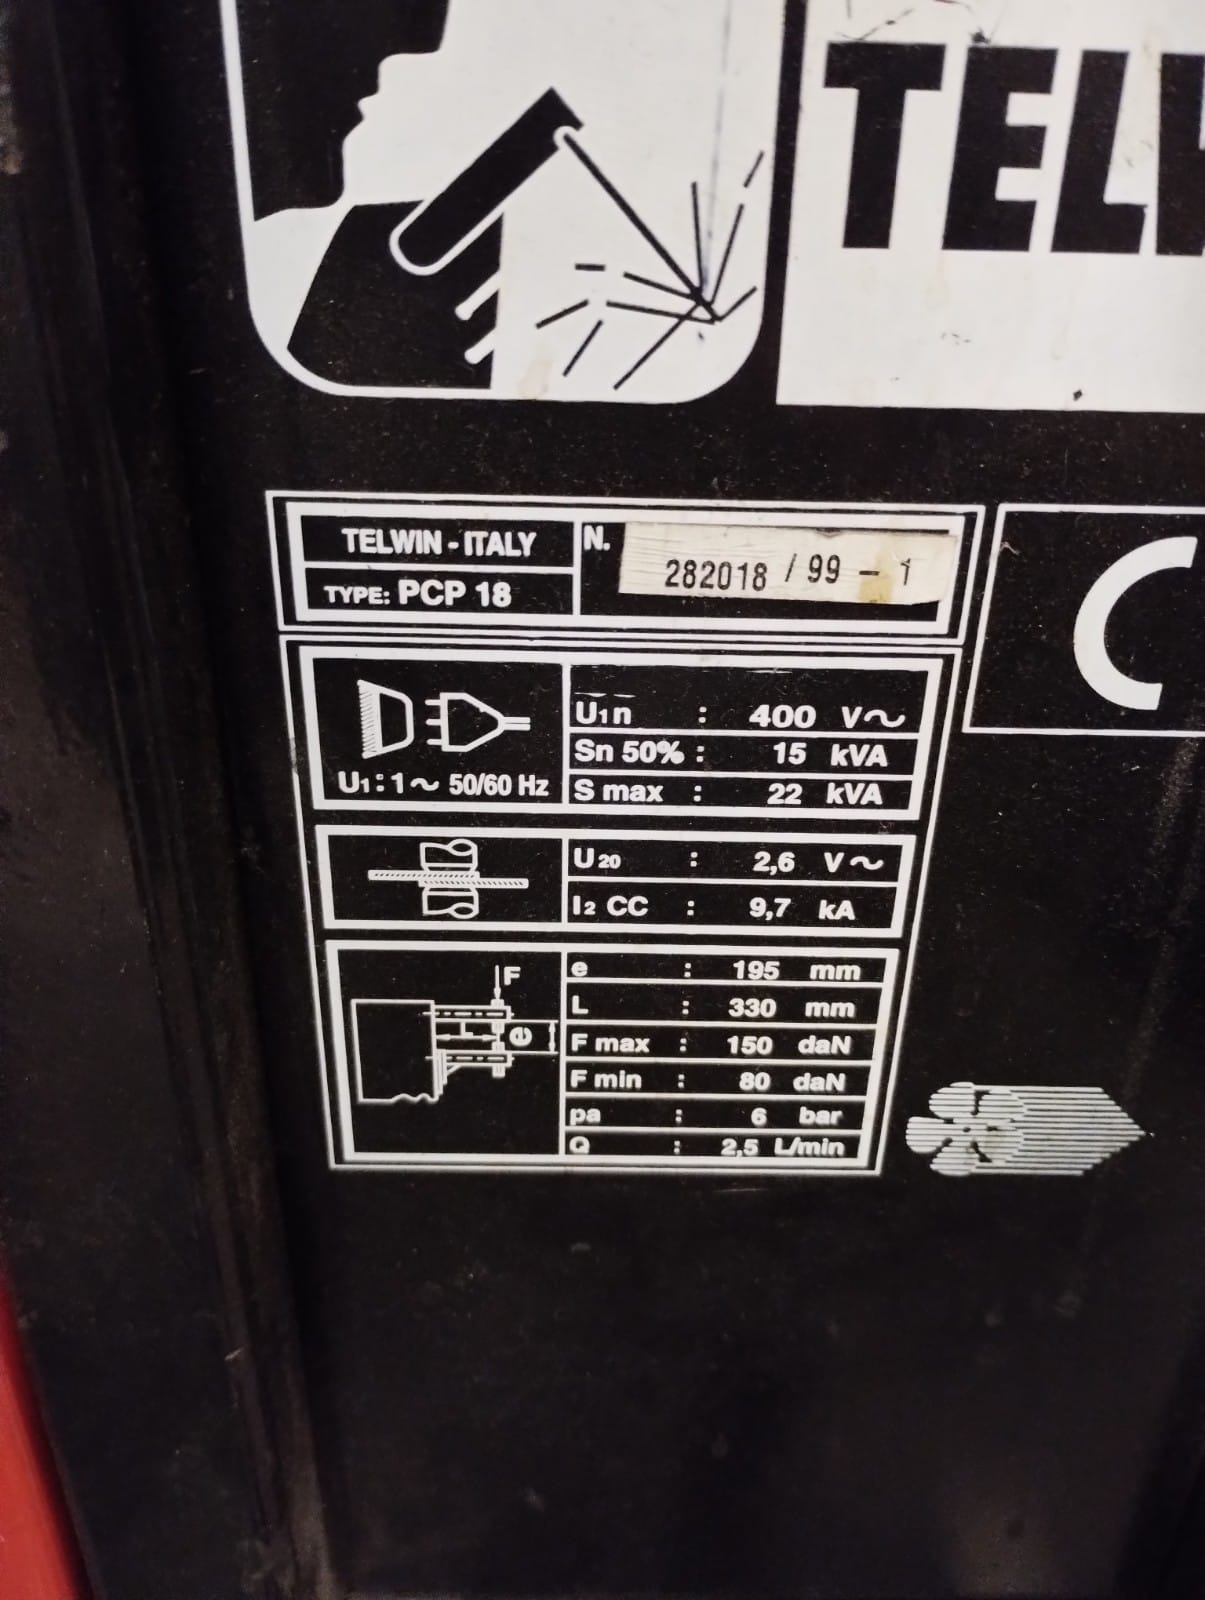 TELW
TELWIN - ITALY
TYPE: PCP 18
N. 282018 / 99 - 1
U1 : 1~ 50/60 Hz
U1n : 400 V~
Sn 50% : 15 kVA
S max : 22 kVA
U20 : 2,6 V~
I2 CC : 9,7 kA
F
L
e
e : 195 mm
L : 330 mm
F max : 150 daN
F min : 80 daN
pa : 6 bar
Q : 2,5 L/min
C